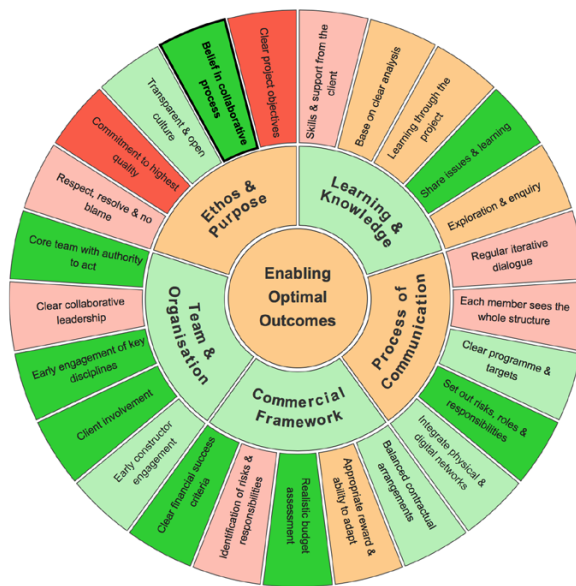 Enabling
Optimal
Outcomes
Ethos &
Purpose
Learning &
Knowledge
Process of
Communication
Commercial
Framework
Team &
Organisation
Skills & support from the
client
Base on clear analysis
Learning through the
project
Share issues & learning
Exploration & enquiry
Regular iterative
dialogue
Each member sees the
whole structure
Clear programme &
targets
Set out risks, roles &
responsibilities
Integrate physical &
digital networks
Balanced contractual
arrangements
Appropriate reward &
ability to adapt
Realistic budget
assessment
Identification of risks &
responsibilities
Clear financial success
criteria
Early constructor
engagement
Client involvement
Early engagement of key
disciplines
Clear collaborative
leadership
Core team with authority
to act
Respect, resolve & no
blame
Commitment to highest
quality
Transparent & open
culture
Belief in collaborative
process
Clear project objectives